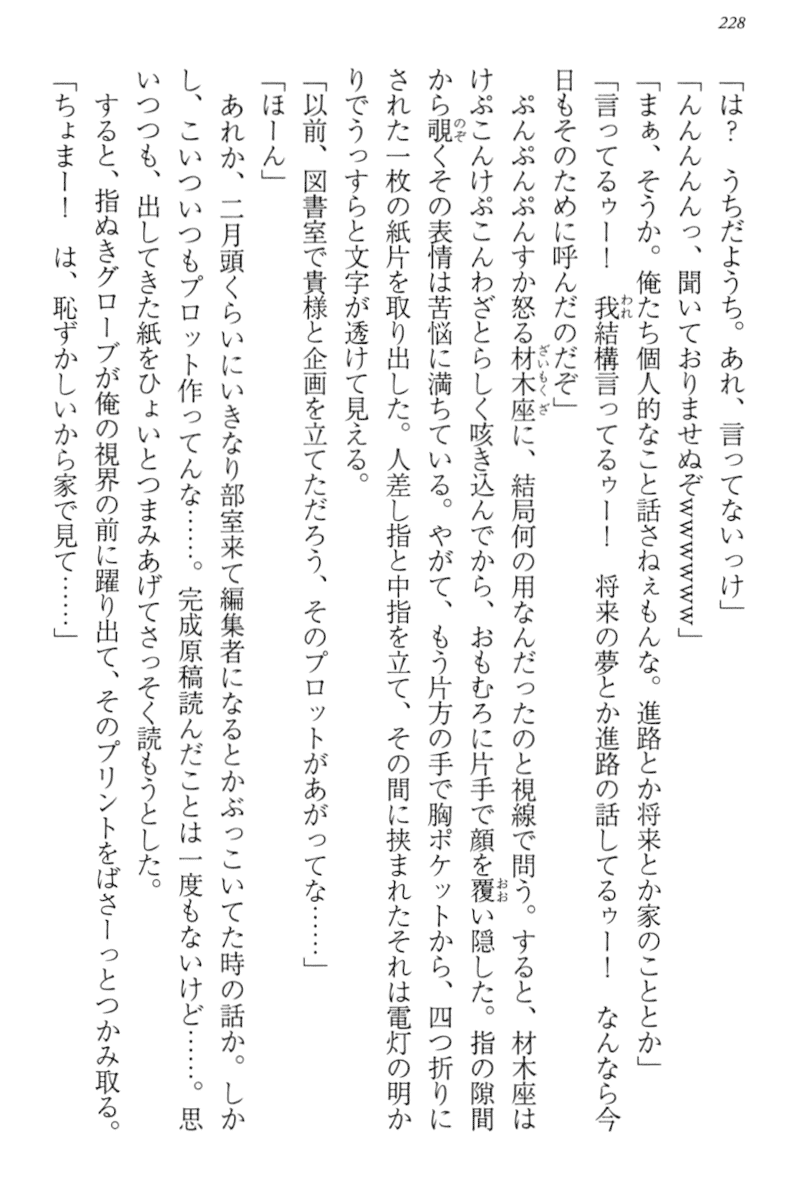 228
「は？　うちだようち。あれ、言ってないっけ」
「んんんんんっ、聞いておりませぬぞwwwwww」
「まぁ、そうか。俺たち個人的なこと話さねぇもんな。進路とか将来とか家のこととか」
「言ってるゥー！　我結構言ってるゥー！　将来の夢とか進路の話してるゥー！　なんなら今
日もそのために呼んだのだぞ」
　ぷんぷんぷんすか怒る材木座に、結局何の用なんだったのと視線で問う。すると、材木座は
けぷこんけぷこんわざとらしく咳き込んでから、おもむろに片手で顔を覆い隠した。指の隙間
から覗くその表情は苦悩に満ちている。やがて、もう片方の手で胸ポケットから、四つ折りに
された一枚の紙片を取り出した。人差し指と中指を立て、その間に挟まれたそれは電灯の明か
りでうっすらと文字が透けて見える。
「以前、図書室で貴様と企画を立てただろう、そのプロットがあがってな……」
「ほーん」
　あれか、二月頭くらいにいきなり部室来て編集者になるとかぶっこいてた時の話か。しか
し、こいついつもプロット作ってんな……。完成原稿読んだことは一度もないけど……。思
いつつも、出してきた紙をひょいとつまみあげてさっそく読もうとした。
　すると、指ぬきグローブが俺の視界の前に躍り出て、そのプリントをばさーっとつかみ取る。
「ちょまー！　は、恥ずかしいから家で見て……」